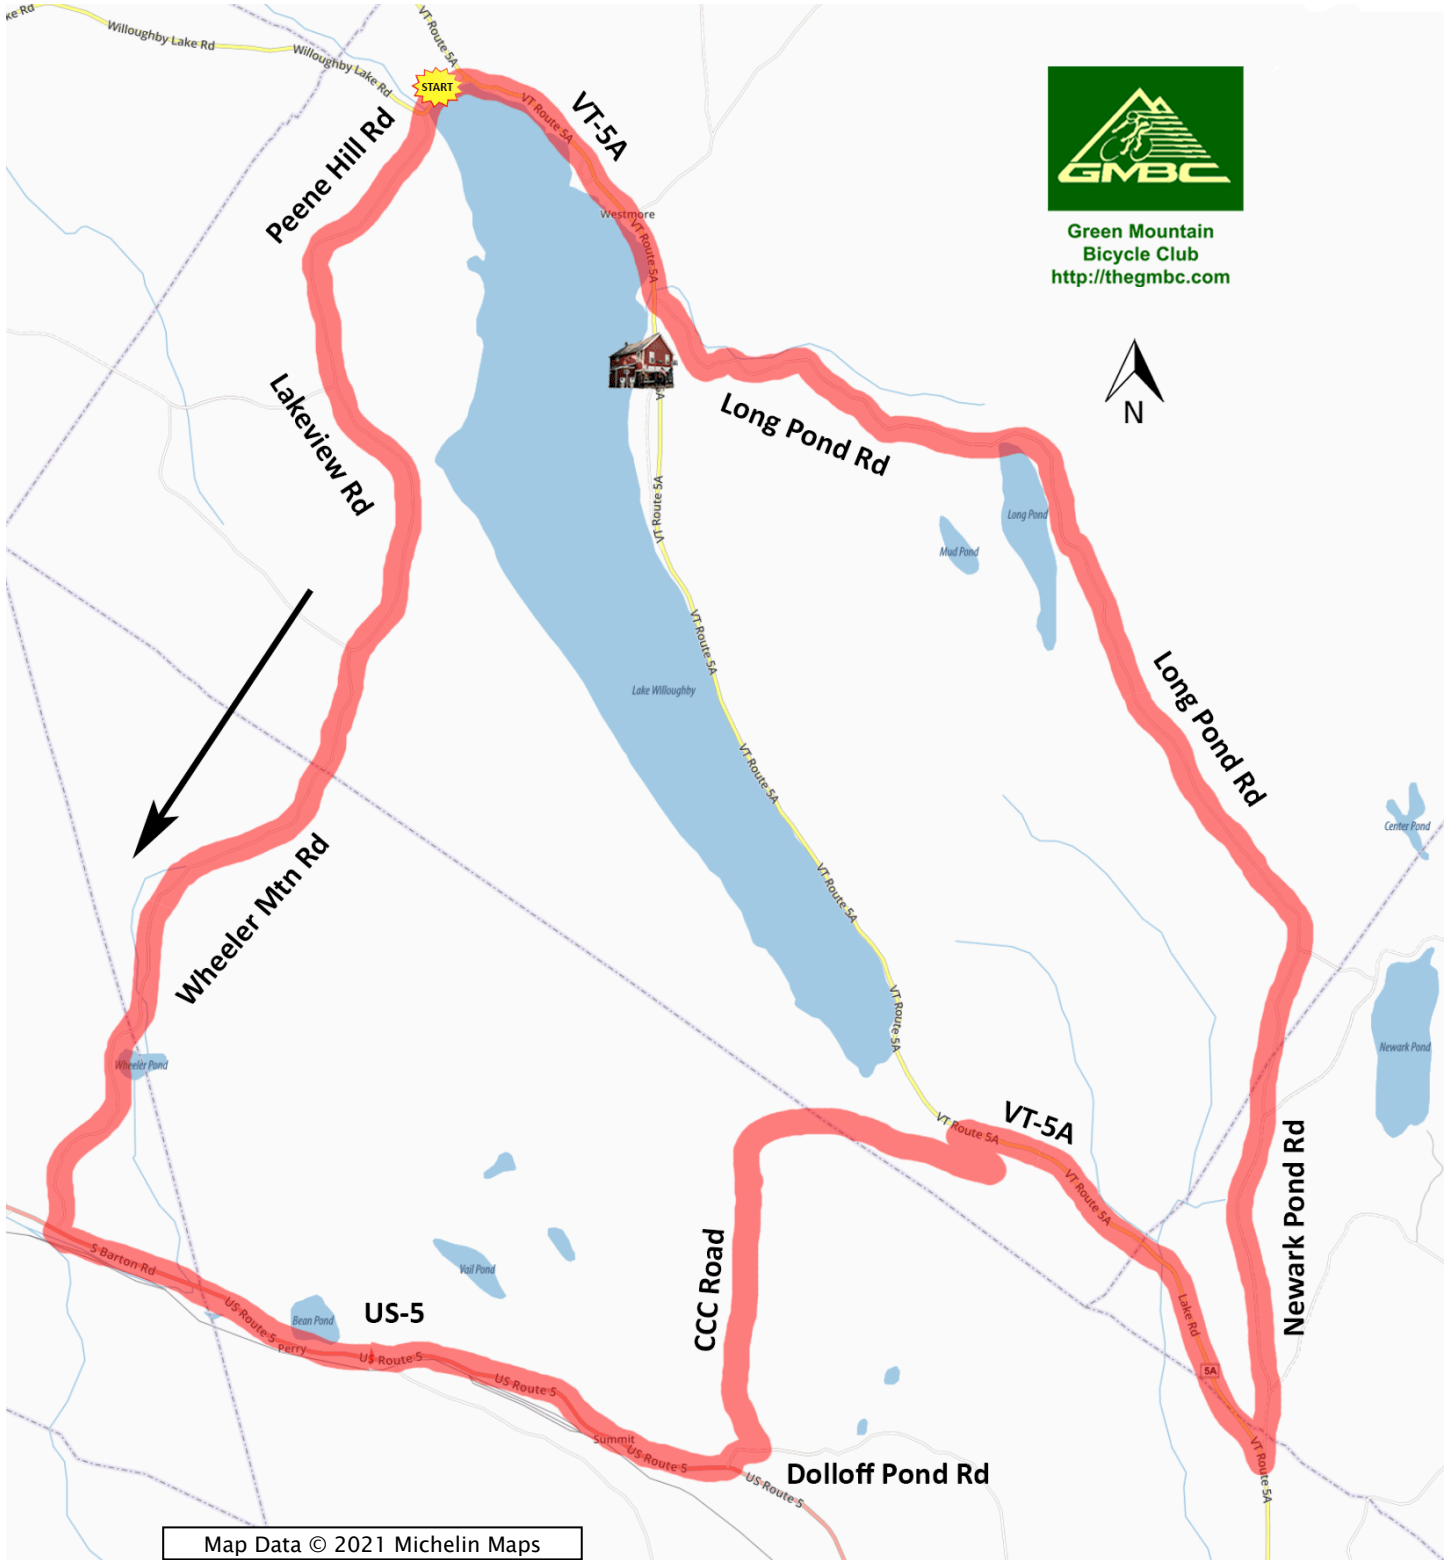 ke Rd
Willoughby Lake Rd
Willoughby Lake Rd
VT Route 5A
START
VT Route 5A
VT-5A
Peene Hill Rd
Westmore
VT Route 5A
GMBC
Green Mountain
Bicycle Club
http://thegmbc.com
N
A
Long Pond Rd
Lakeview Rd
VT Route 5A
Long Pond
Mud Pond
VT Route 5A
Lake Willoughby
Long Pond Rd
VT Route 5A
Center Pond
VT Route 5A
Wheeler Mtn Rd
VT Route 5A
Newark Pond
Wheeler Pond
VT Route 5A
VT-5A
VT Route 5A
Newark Pond Rd
CCC Road
S Barton Rd
Vail Pond
US Route 5
Bean Pond
US-5
Lake Rd
Perry
US Route 5
5A
US Route 5
Summit
US Route 5
VT Route 5A
Dolloff Pond Rd
US Route 5
Map Data © 2021 Michelin Maps